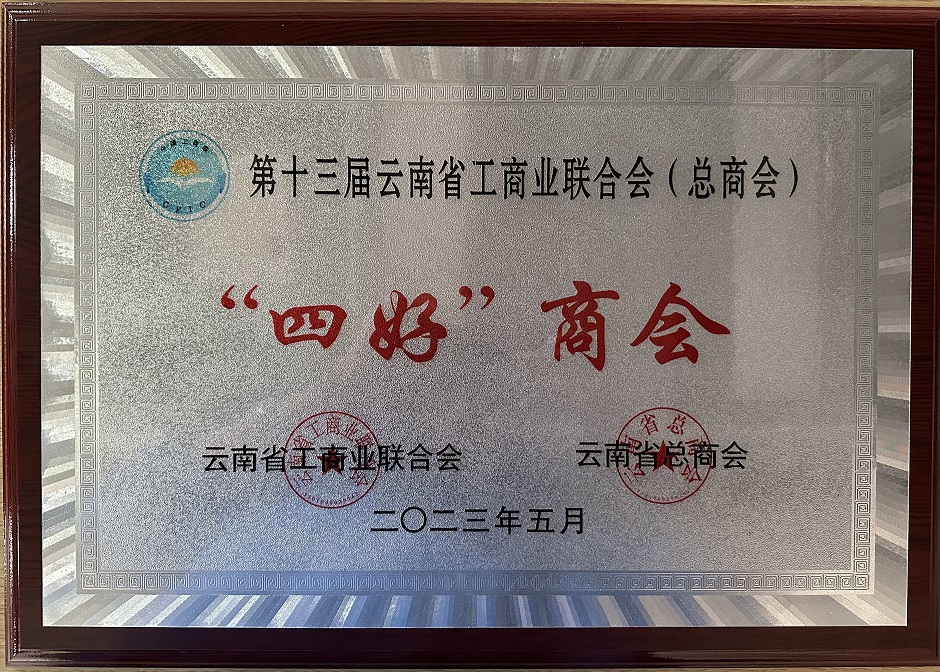 第十三届云南省工商业联合会（总商会）
“四好”商会
云南省工商业联合会 云南省总商会
二〇二三年五月